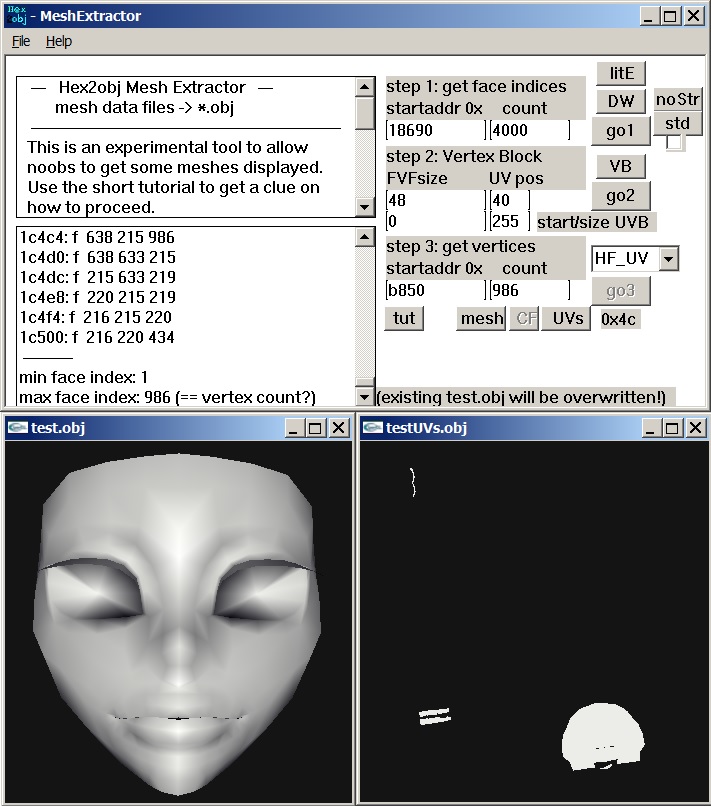 Hex
obj
- MeshExtractor
File Help
— Hex2obj Mesh Extractor —
mesh data files -> *.obj
This is an experimental tool to allow
noobs to get some meshes displayed.
Use the short tutorial to get a clue on
how to proceed.
1c4c4: f 638 215 986
1c4d0: f 638 633 215
1c4dc: f 215 633 219
1c4e8: f 220 215 219
1c4f4: f 216 215 220
1c500: f 216 220 434
min face index: 1
max face index: 986 (== vertex count?)
step 1: get face indices
startaddr 0x count
18690 4000
litE
DW
go1
noStr
std
step 2: Vertex Block
FVFsize UV pos
48 40
0 255 start/size UVB
VB
go2
step 3: get vertices
startaddr 0x count
b850 986
HF_UV
go3
tut mesh CF UVs 0x4c
(existing test.obj will be overwritten!)
test.obj
testUVs.obj